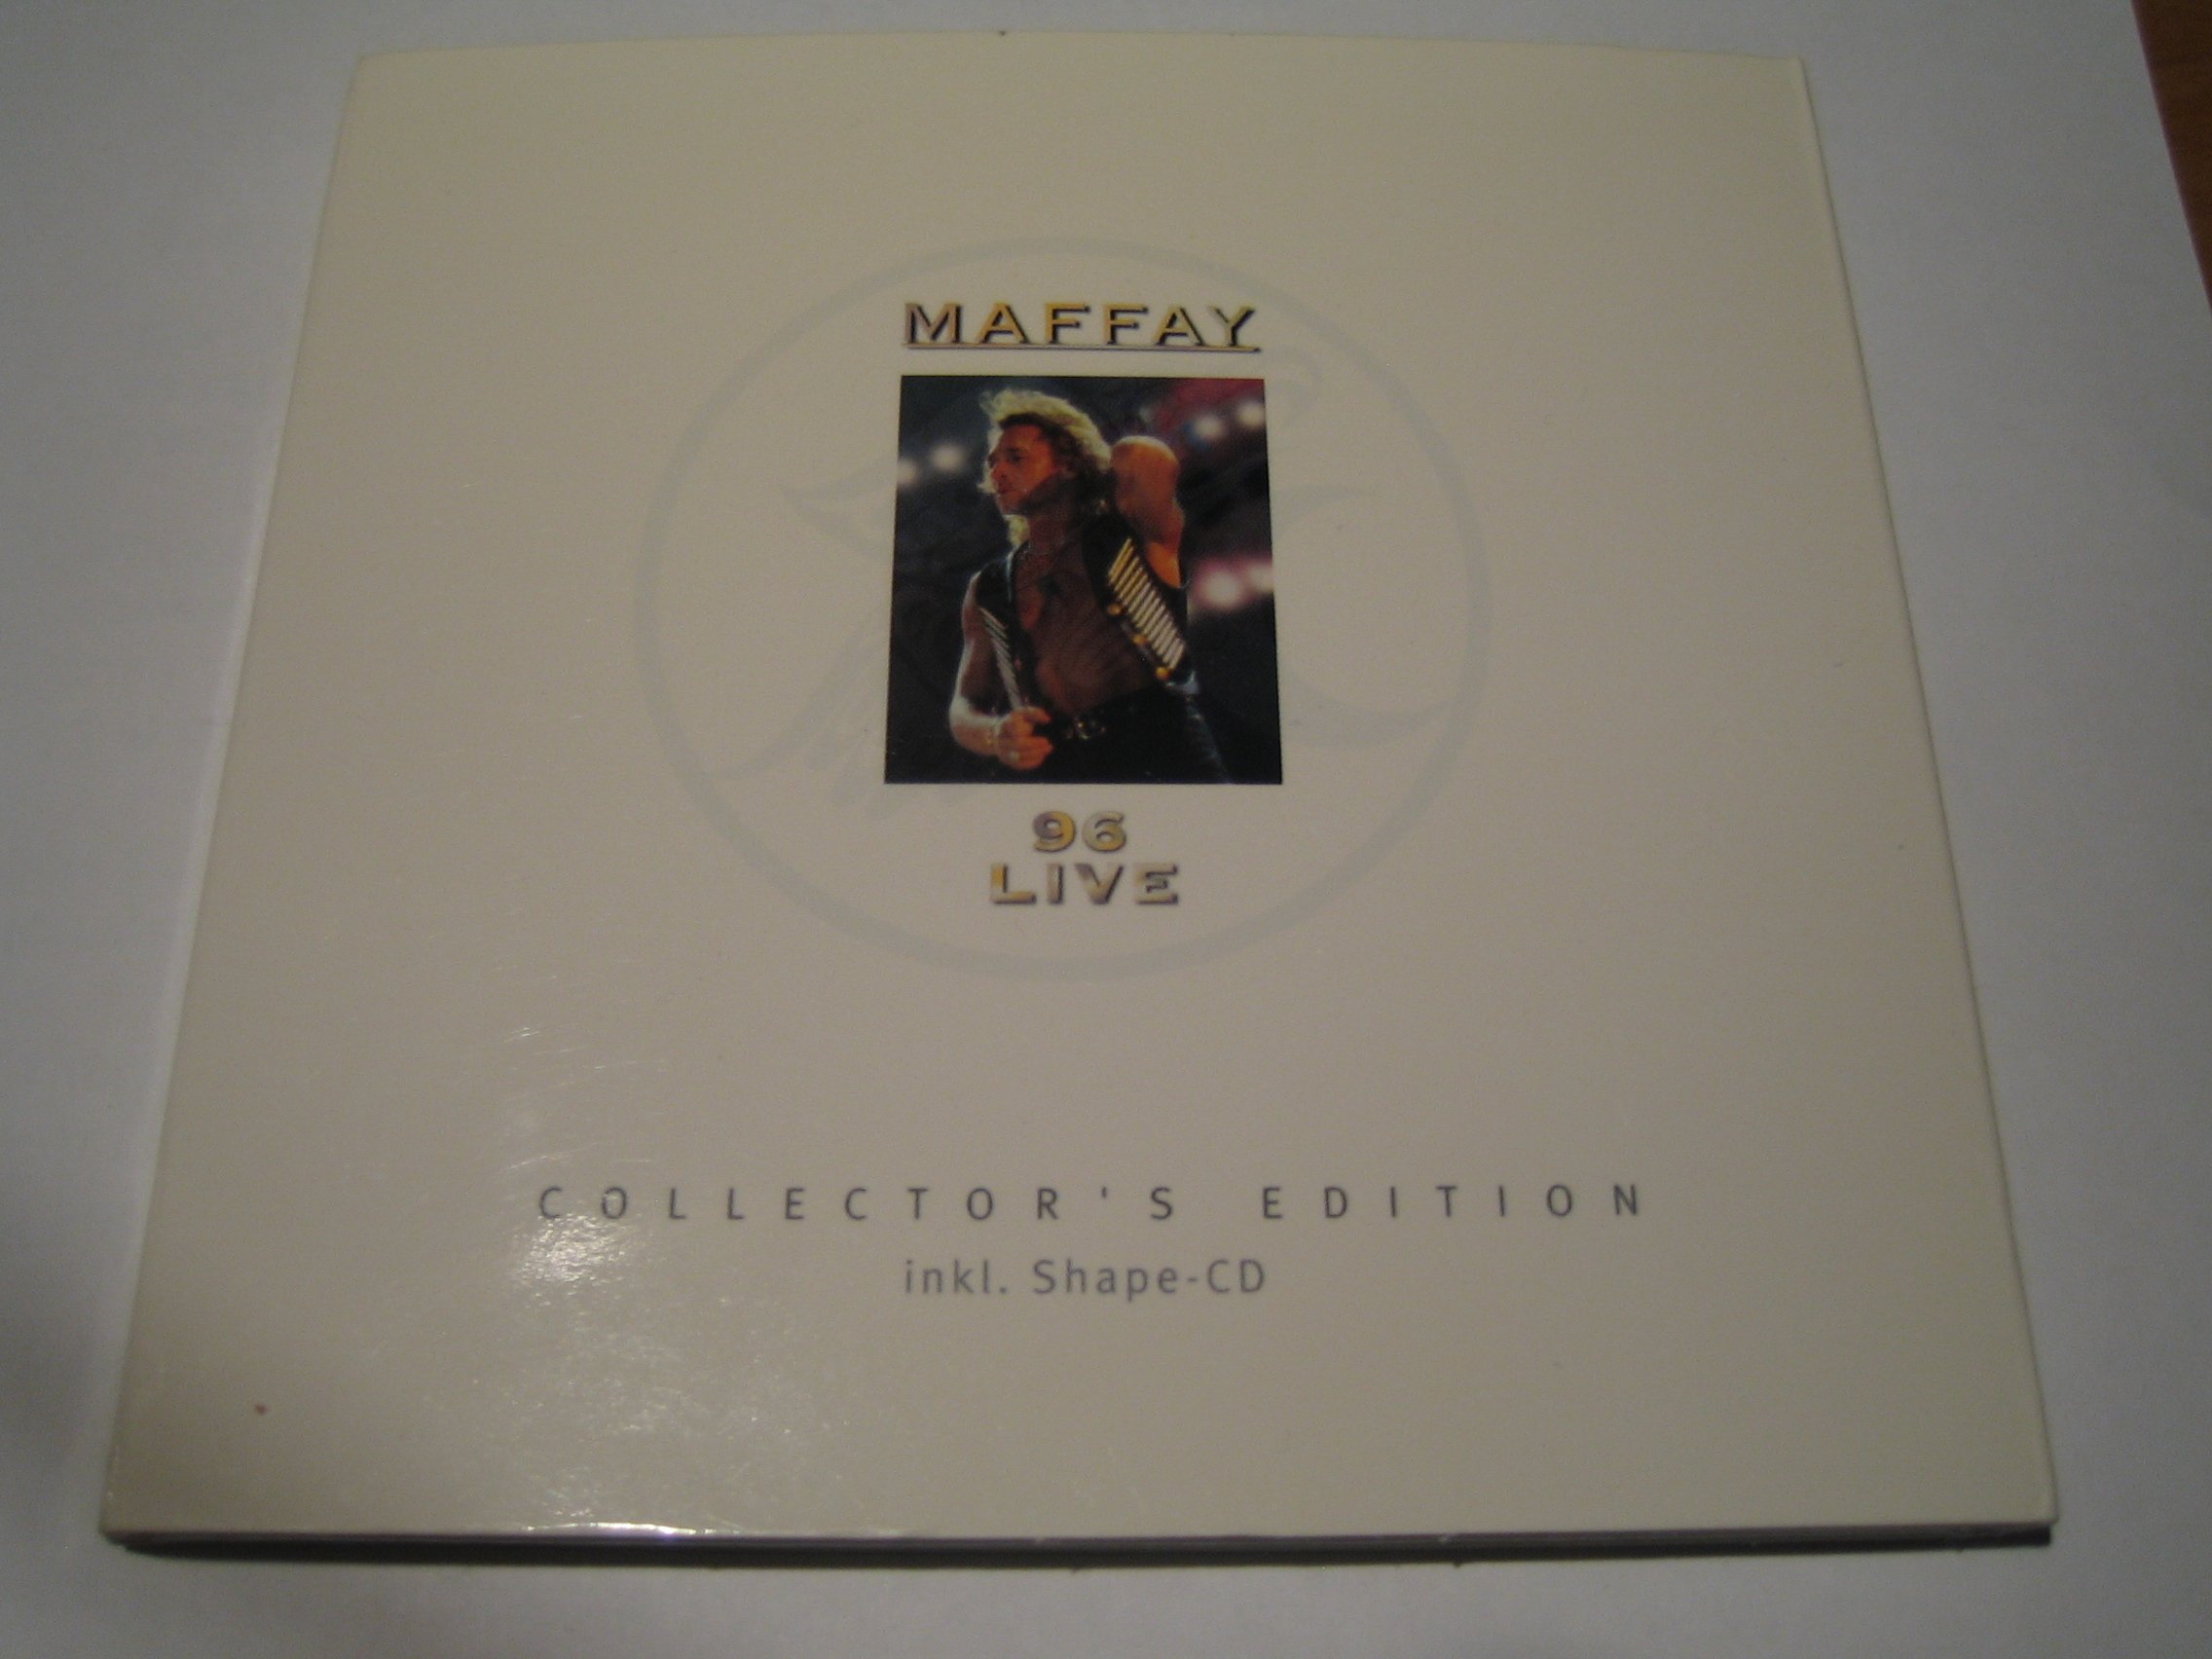 MAFFAY
96
LIVE
COLLECTOR'S EDITION
inkl. Shape-CD